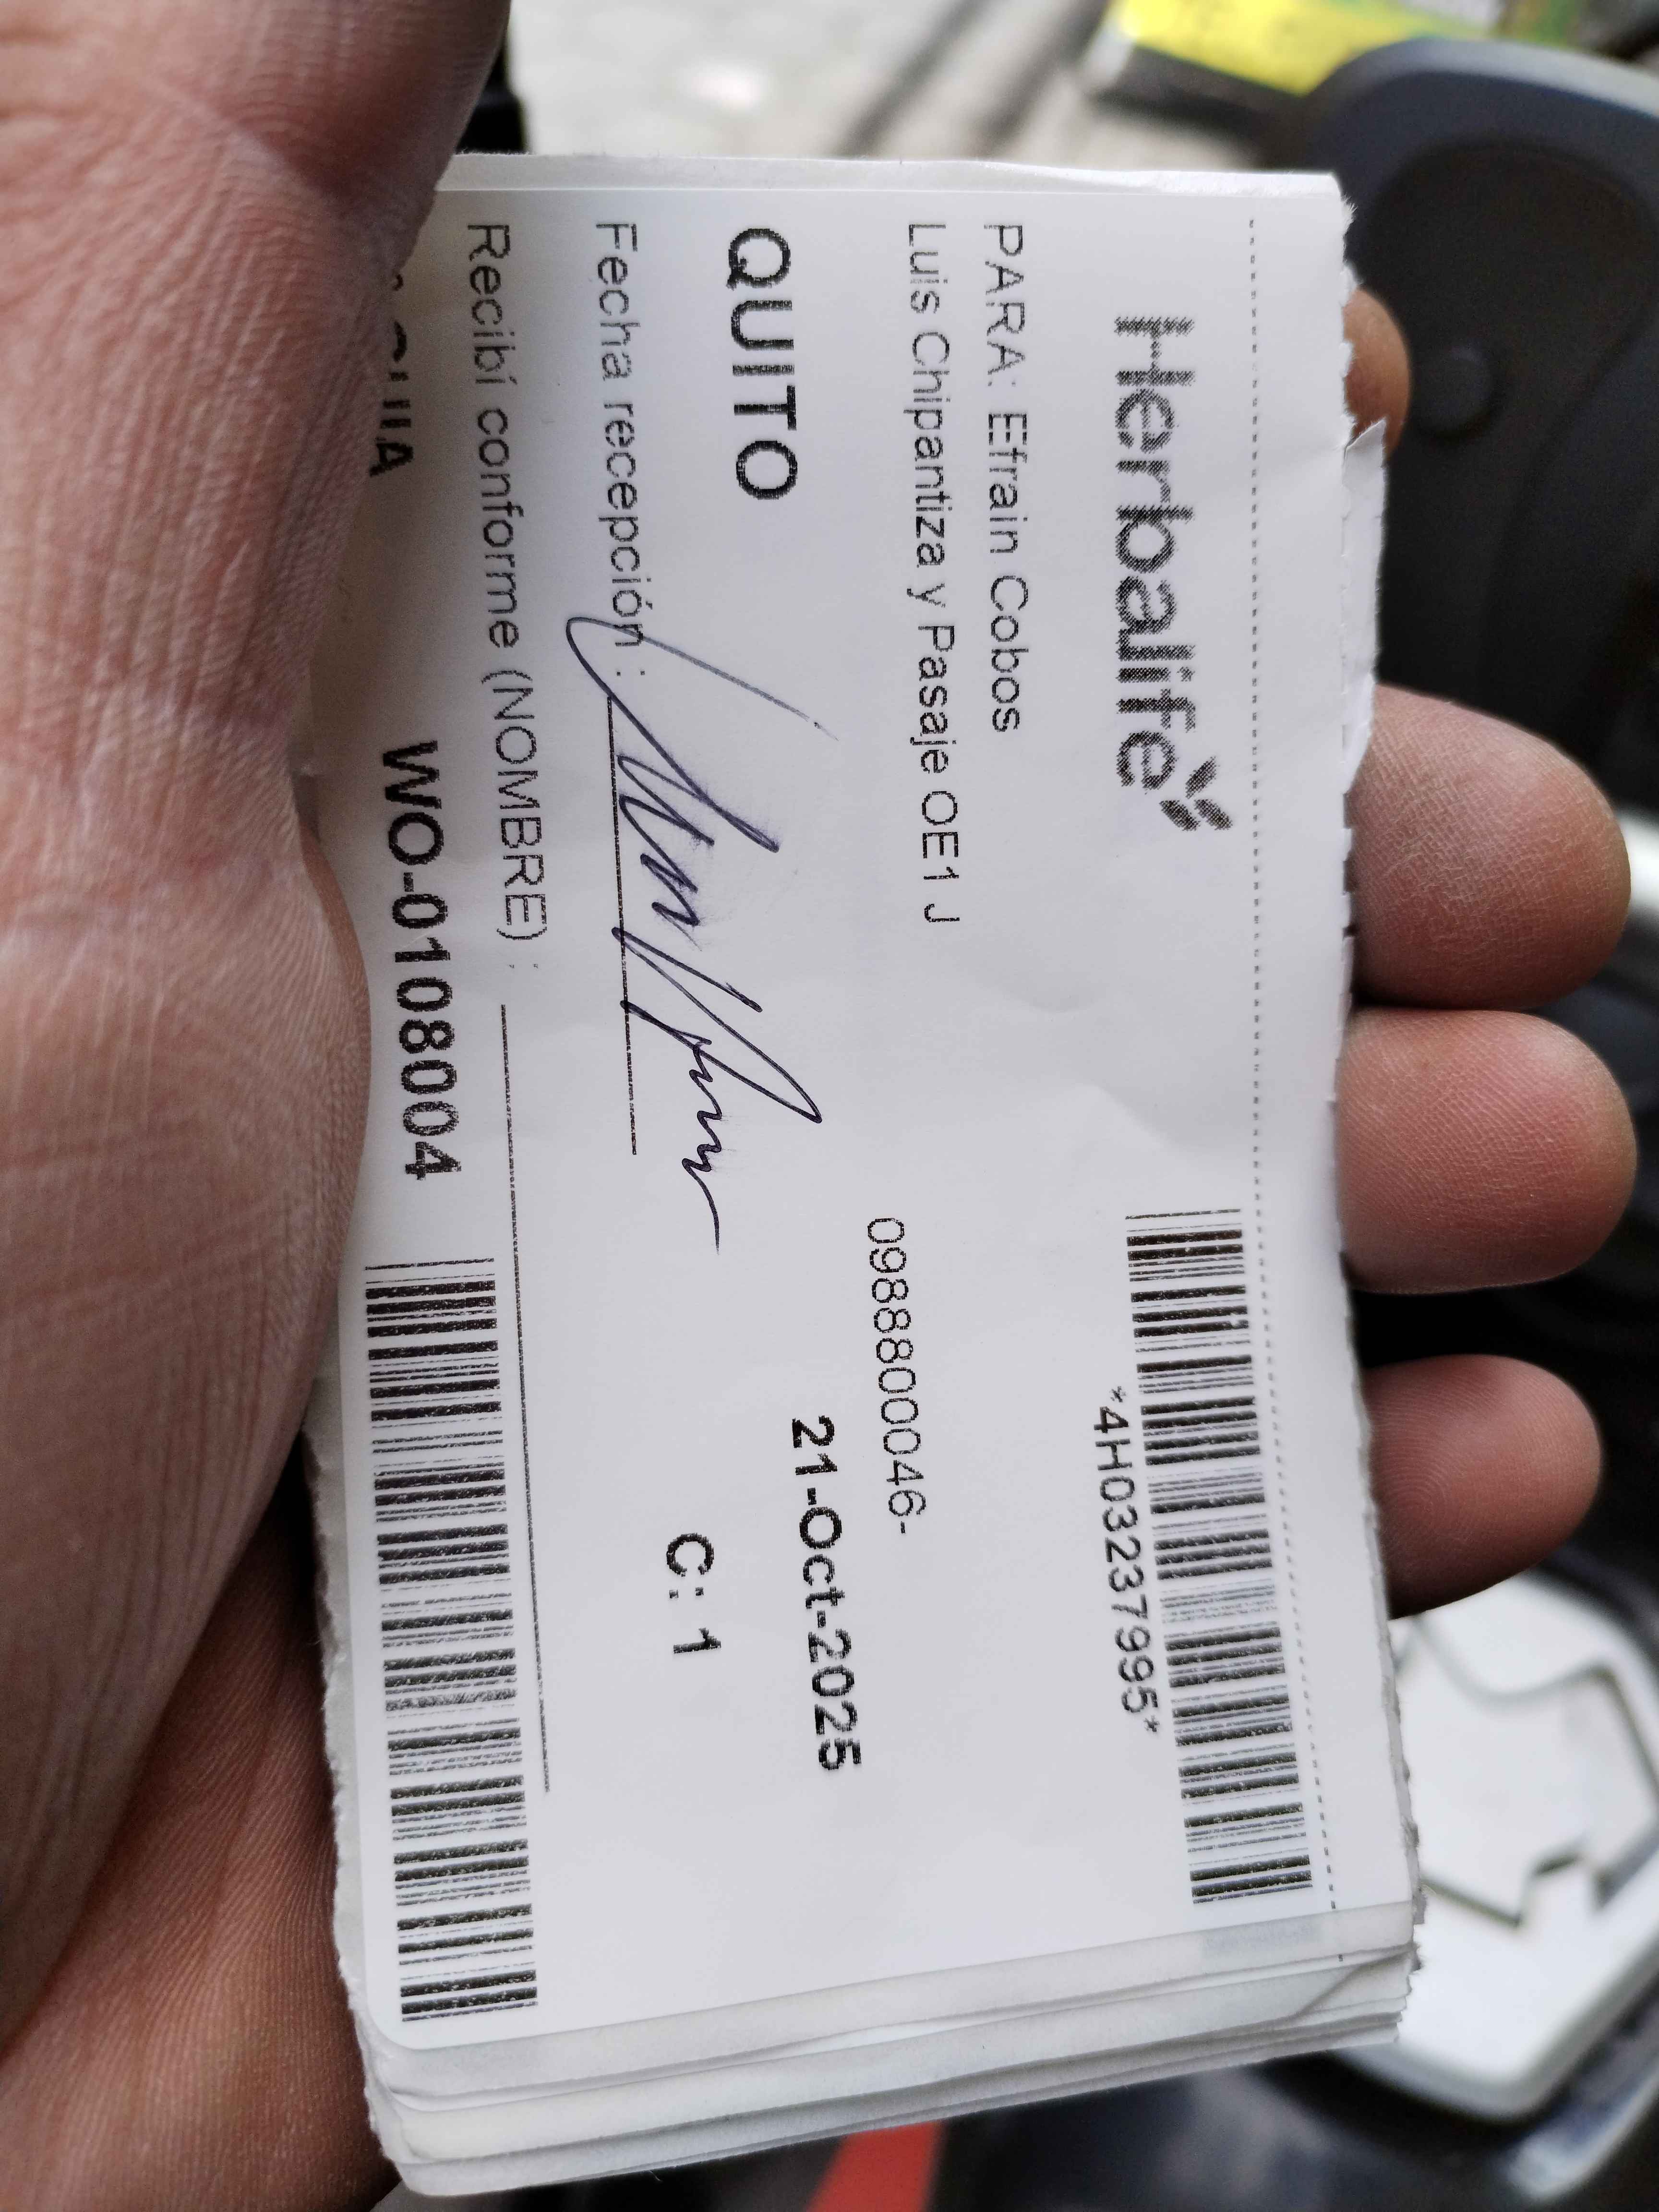 Herbalife
*4H03237995*
PARA: Efrain Cobos
Luis Chipantiza y Pasaje OE1 J
0988800046-
QUITO
21-Oct-2025
Fecha recepción :
C: 1
Recibí conforme (NOMBRE) :
WO-0108004